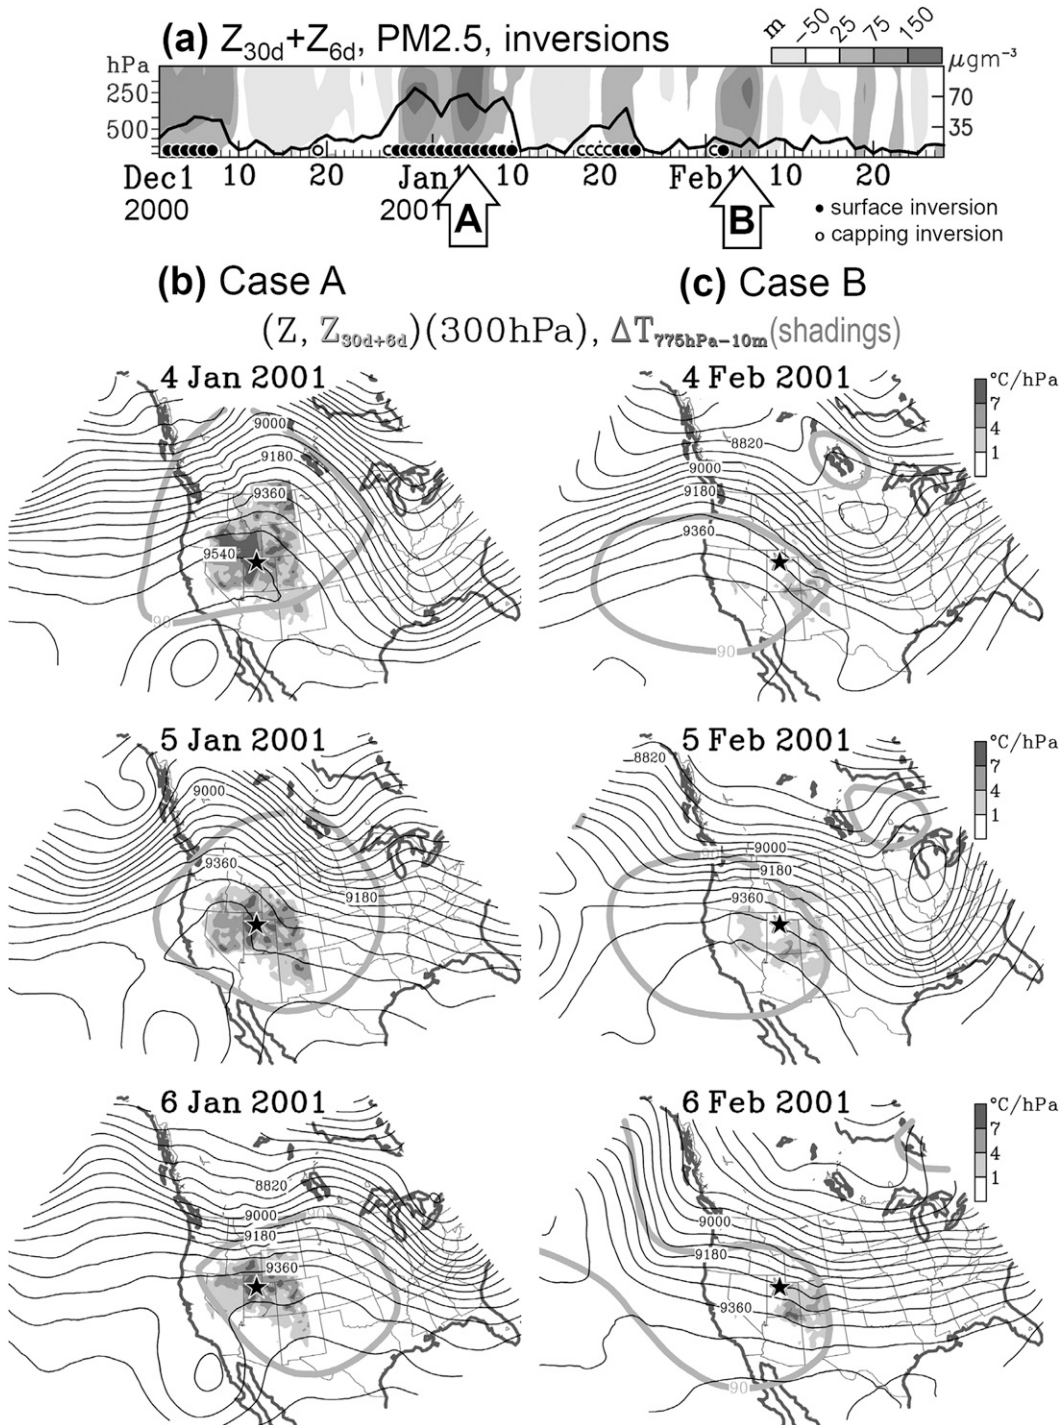 (a) Z30d+Z6d, PM2.5, inversions
m -50 25 75 150
hPa
μgm⁻³
250
500
70
35
Dec1 10 20 Jan1 10 20 Feb1 10 20
2000 2001
A
B
• surface inversion
o capping inversion
(b) Case A
(c) Case B
(Z, Z30d+6d)(300hPa), ΔT775hPa-10m(shadings)
4 Jan 2001
9000
9180
9360
9540
90
4 Feb 2001
8820
9000
9180
9360
90
°C/hPa
7
4
1
5 Jan 2001
9000
9360
9180
5 Feb 2001
8820
9000
9180
9360
90
°C/hPa
7
4
1
6 Jan 2001
8820
9000
90
9180
9360
6 Feb 2001
9000
9180
9360
90
°C/hPa
7
4
1